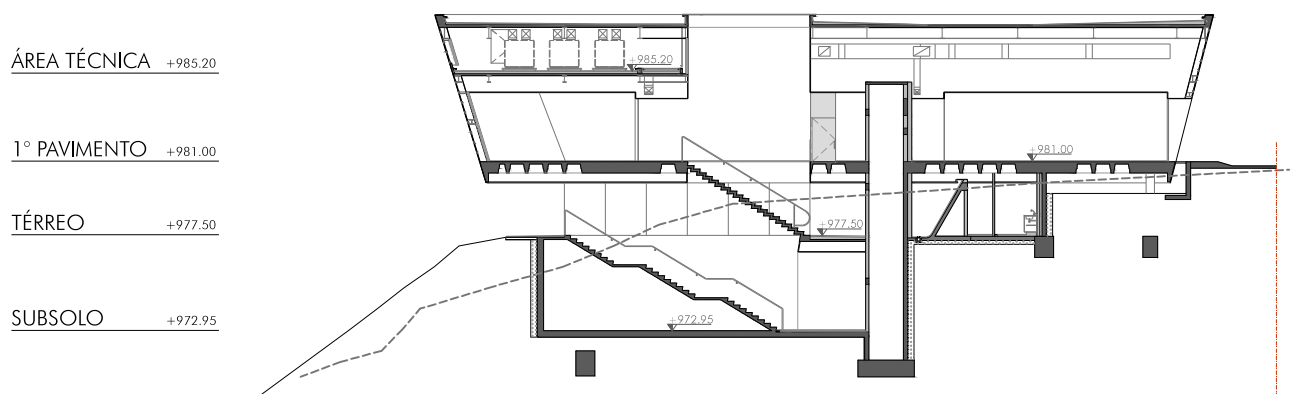 ÁREA TÉCNICA +985.20
1° PAVIMENTO +981.00
TÉRREO +977.50
SUBSOLO +972.95
+985.20
+981.00
+977.50
+972.95